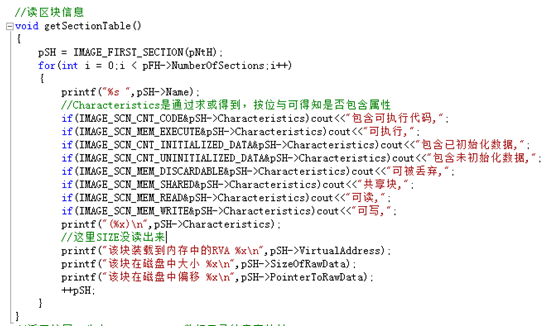 //读区块信息
void getSectionTable()
{
pSH = IMAGE_FIRST_SECTION(pNtH);
for(int i = 0;i < pFH->NumberOfSections;i++)
{
printf("%s ",pSH->Name);
//Characteristics是通过求或得到，按位与可得知是否包含属性
if(IMAGE_SCN_CNT_CODE&pSH->Characteristics)cout<<"包含可执行代码,";
if(IMAGE_SCN_MEM_EXECUTE&pSH->Characteristics)cout<<"可执行,";
if(IMAGE_SCN_CNT_INITIALIZED_DATA&pSH->Characteristics)cout<<"包含已初始化数据,";
if(IMAGE_SCN_CNT_UNINITIALIZED_DATA&pSH->Characteristics)cout<<"包含未初始化数据,";
if(IMAGE_SCN_MEM_DISCARDABLE&pSH->Characteristics)cout<<"可被丢弃,";
if(IMAGE_SCN_MEM_SHARED&pSH->Characteristics)cout<<"共享块,";
if(IMAGE_SCN_MEM_READ&pSH->Characteristics)cout<<"可读,";
if(IMAGE_SCN_MEM_WRITE&pSH->Characteristics)cout<<"可写,";
printf("(%x)\n",pSH->Characteristics);
//这里SIZE没读出来
printf("该块装载到内存中的RVA %x\n",pSH->VirtualAddress);
printf("该块在磁盘中大小 %x\n",pSH->SizeOfRawData);
printf("该块在磁盘中偏移 %x\n",pSH->PointerToRawData);
++pSH;
}
}